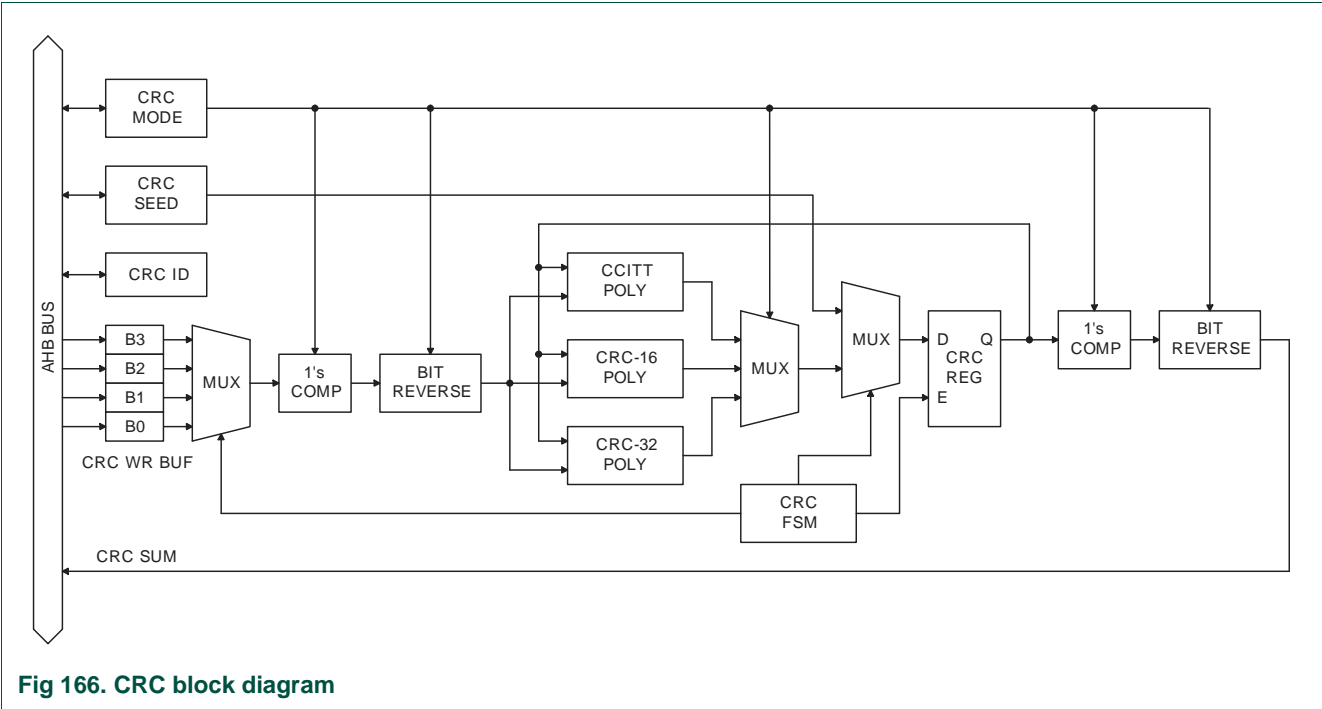 CRC
MODE
CRC
SEED
CRC ID
AHB BUS
B3
B2
B1
B0
CRC WR BUF
MUX
1's
COMP
BIT
REVERSE
CCITT
POLY
CRC-16
POLY
CRC-32
POLY
MUX
MUX
CRC
FSM
D Q
CRC
REG
E
1's
COMP
BIT
REVERSE
CRC SUM
Fig 166. CRC block diagram